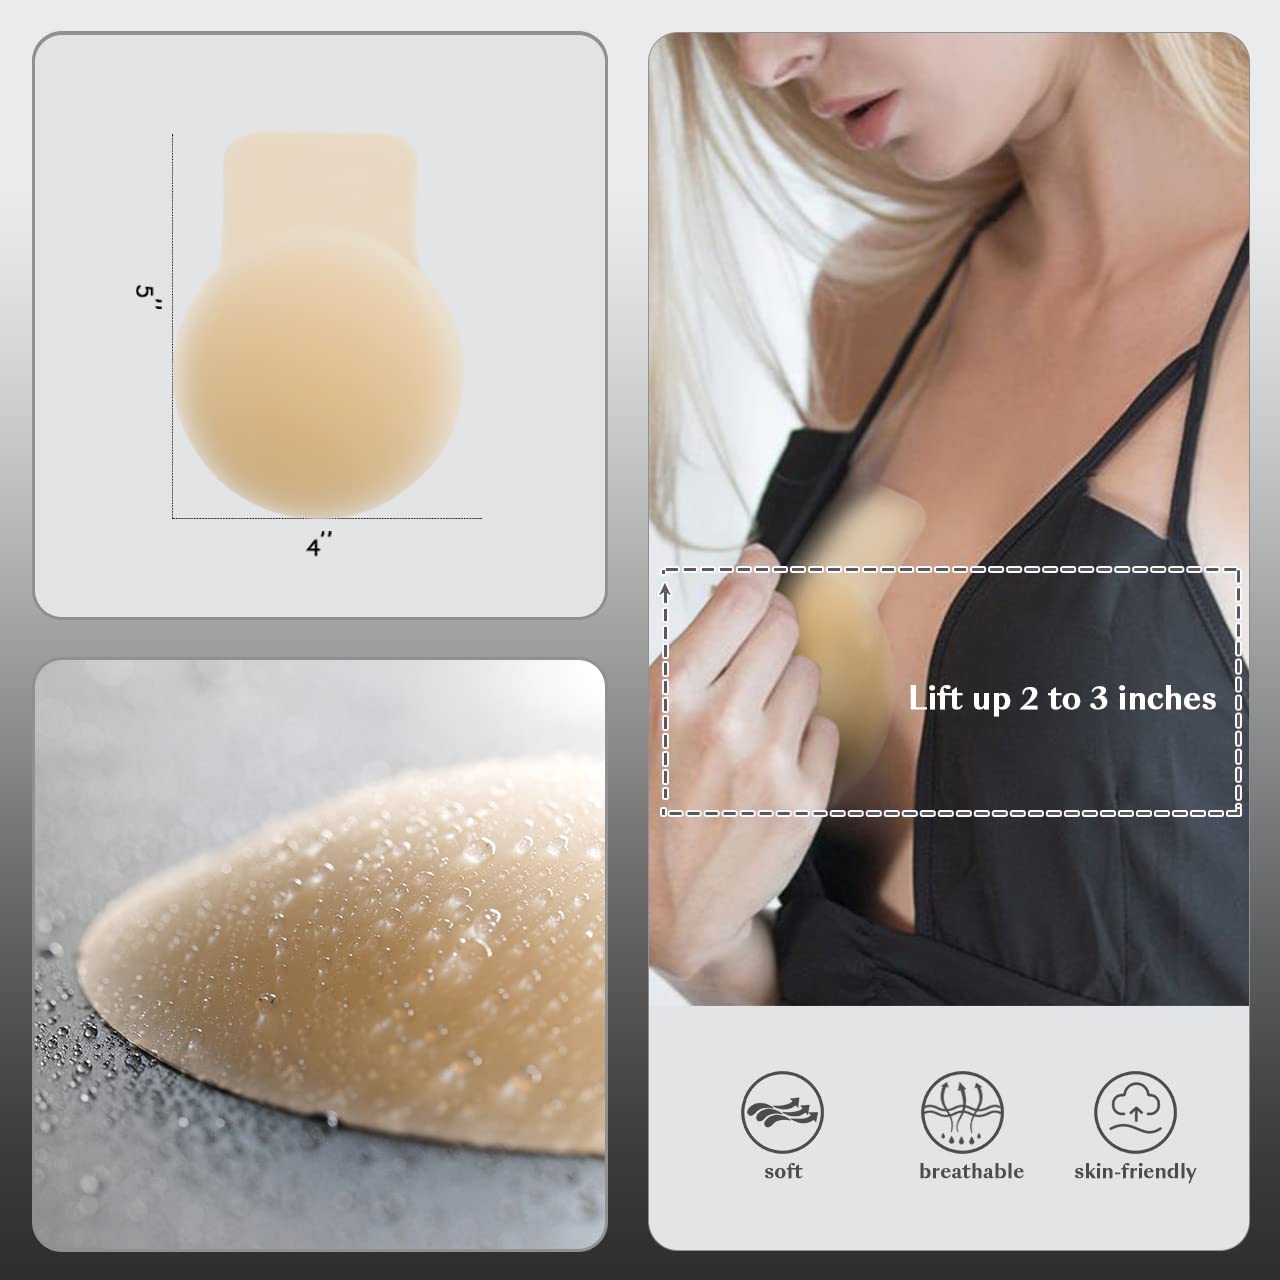 5’’
4’’
Lift up 2 to 3 inches
soft
breathable
skin-friendly